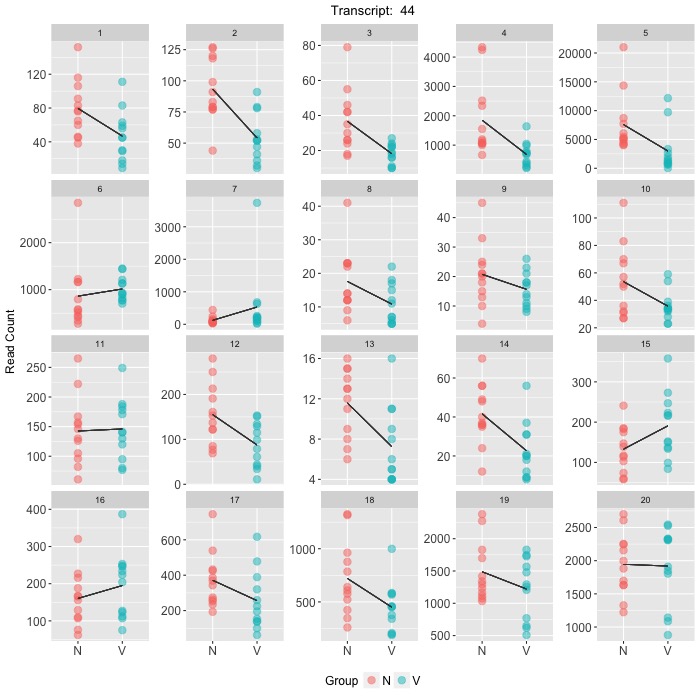 Transcript: 44
Read Count
1 2 3 4 5
120 80 40
125 100 75 50
80 60 40 20
4000 3000 2000 1000
20000 15000 10000 5000 0
6 7 8 9 10
2000 1000
3000 2000 1000 0
40 30 20 10
40 30 20 10
100 80 60 40 20
11 12 13 14 15
250 200 150 100
200 100 0
16 12 8 4
60 40 20
300 200 100
16 17 18 19 20
400 300 200 100
600 400 200
1000 500
2000 1500 1000 500
2500 2000 1500 1000
N V N V N V N V N V
Group N V